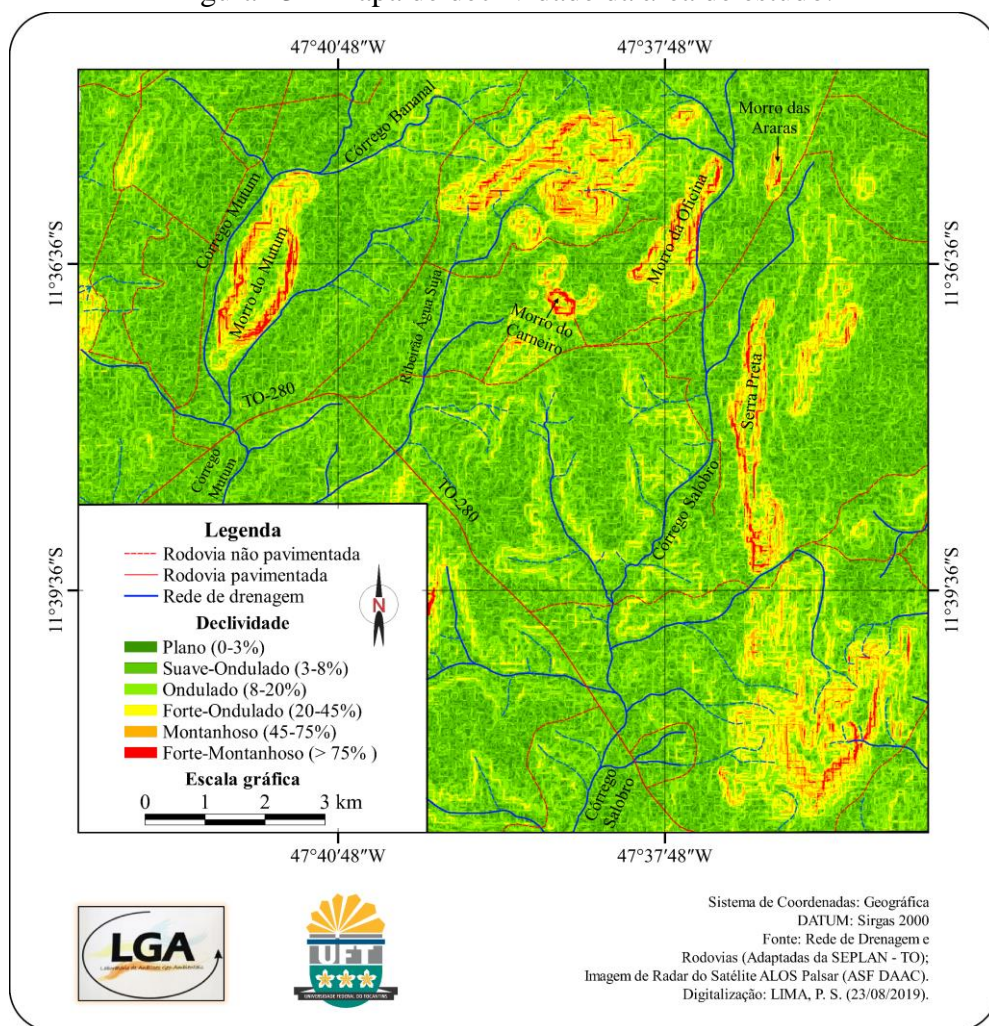 47°40′48″W
47°37′48″W
Córrego Bananal
Morro das
Araras
Córrego Mutum
Morro do Mutum
Morro da Oficina
11°36′36″S
11°36′36″S
Ribeirão Água Suja
Morro do
Carneiro
Serra Preta
TO-280
Córrego
Mutum
TO-280
Córrego Salobro
11°39′36″S
11°39′36″S
Legenda
Rodovia não pavimentada
Rodovia pavimentada
Rede de drenagem
N
Declividade
Plano (0-3%)
Suave-Ondulado (3-8%)
Ondulado (8-20%)
Forte-Ondulado (20-45%)
Montanhoso (45-75%)
Forte-Montanhoso (> 75% )
Escala gráfica
0 1 2 3 km
Córrego
Salobro
47°40′48″W
47°37′48″W
LGA
UFT
UNIVERSIDADE FEDERAL DO TOCANTINS
Sistema de Coordenadas: Geográfica
DATUM: Sirgas 2000
Fonte: Rede de Drenagem e
Rodovias (Adaptadas da SEPLAN - TO);
Imagem de Radar do Satélite ALOS Palsar (ASF DAAC).
Digitalização: LIMA, P. S. (23/08/2019).